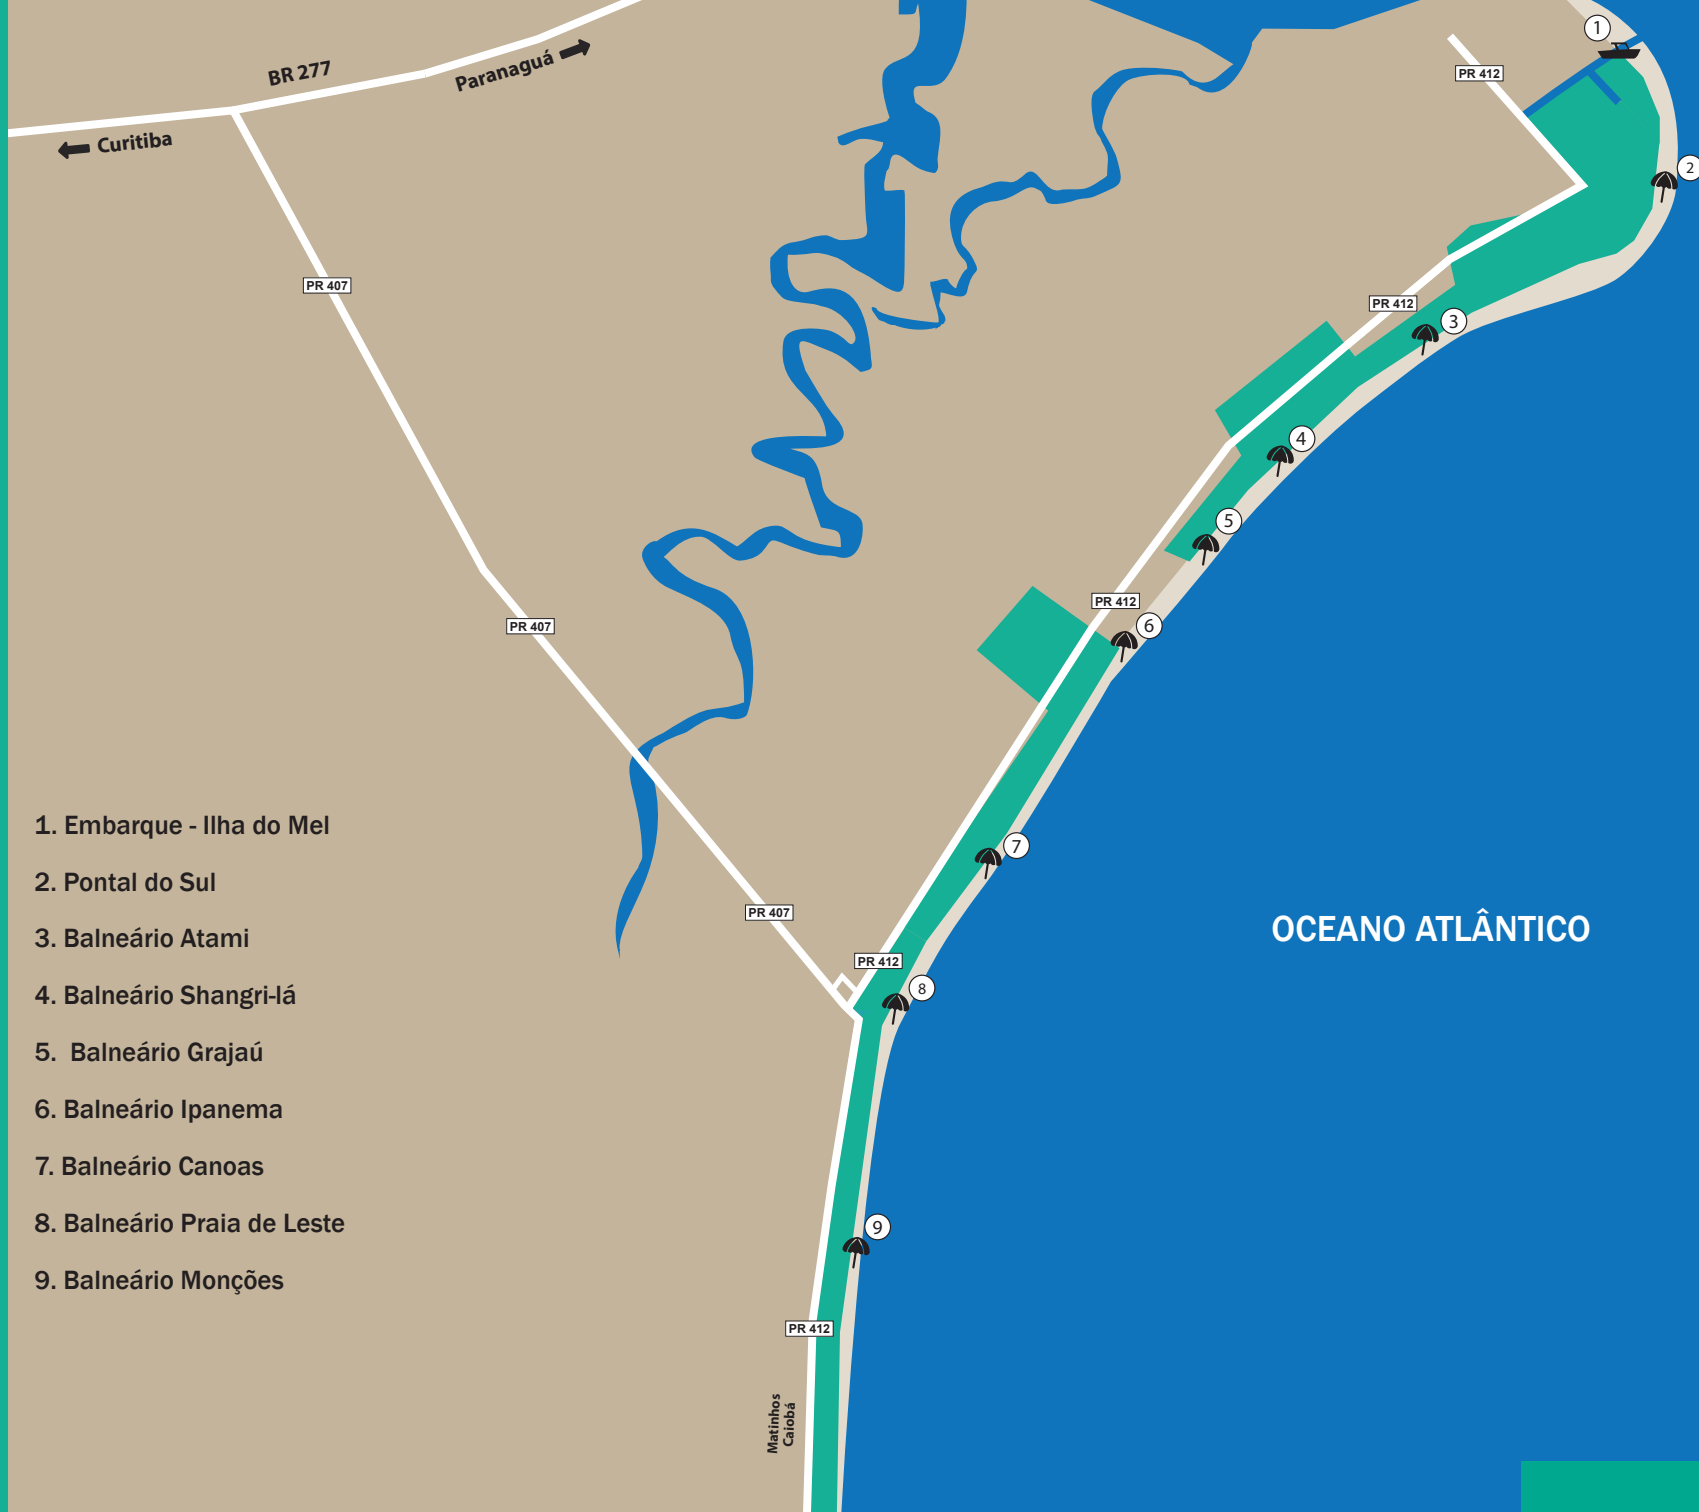 1
BR 277
Paranaguá
PR 412
Curitiba
2
PR 407
PR 412
3
4
5
PR 412
6
PR 407
1. Embarque - Ilha do Mel
7
2. Pontal do Sul
PR 407
OCEANO ATLÂNTICO
3. Balneário Atami
PR 412
8
4. Balneário Shangri-lá
5. Balneário Grajaú
6. Balneário Ipanema
7. Balneário Canoas
8. Balneário Praia de Leste
9
9. Balneário Monções
PR 412
Matinhos
Caiobá